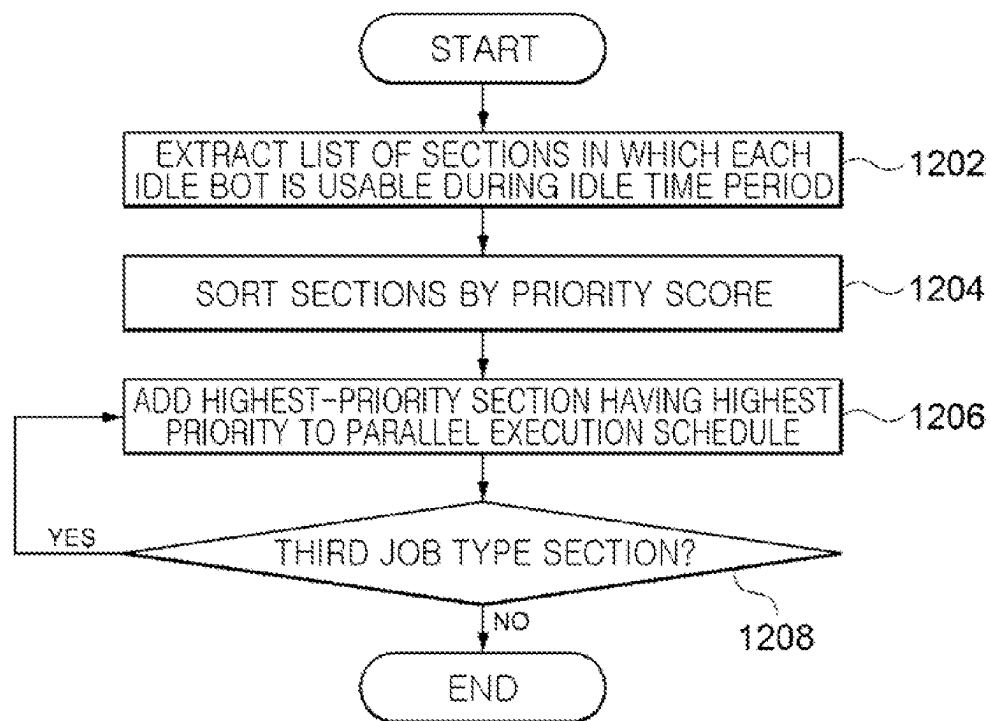 START
EXTRACT LIST OF SECTIONS IN WHICH EACH
IDLE BOT IS USABLE DURING IDLE TIME PERIOD
1202
SORT SECTIONS BY PRIORITY SCORE
1204
ADD HIGHEST-PRIORITY SECTION HAVING HIGHEST
PRIORITY TO PARALLEL EXECUTION SCHEDULE
1206
YES
THIRD JOB TYPE SECTION?
1208
NO
END